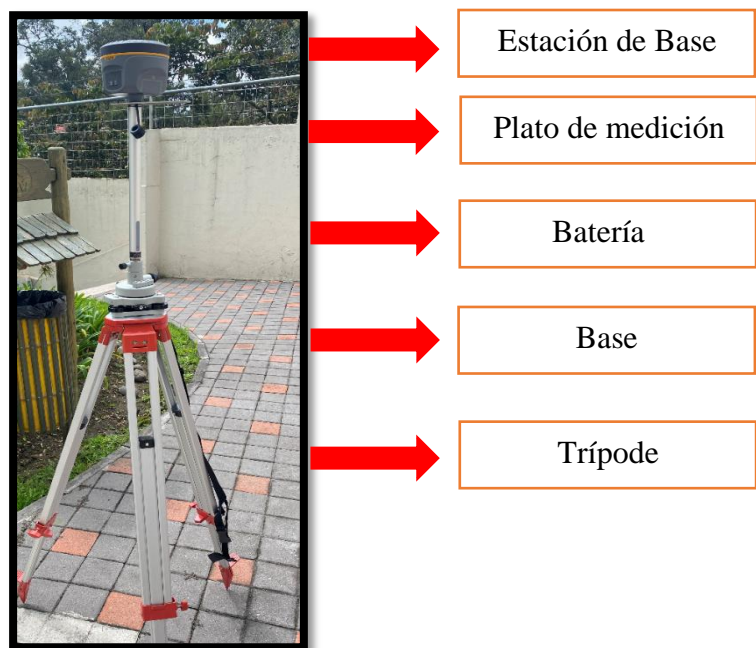 Estación de Base
Plato de medición
Batería
Base
Trípode